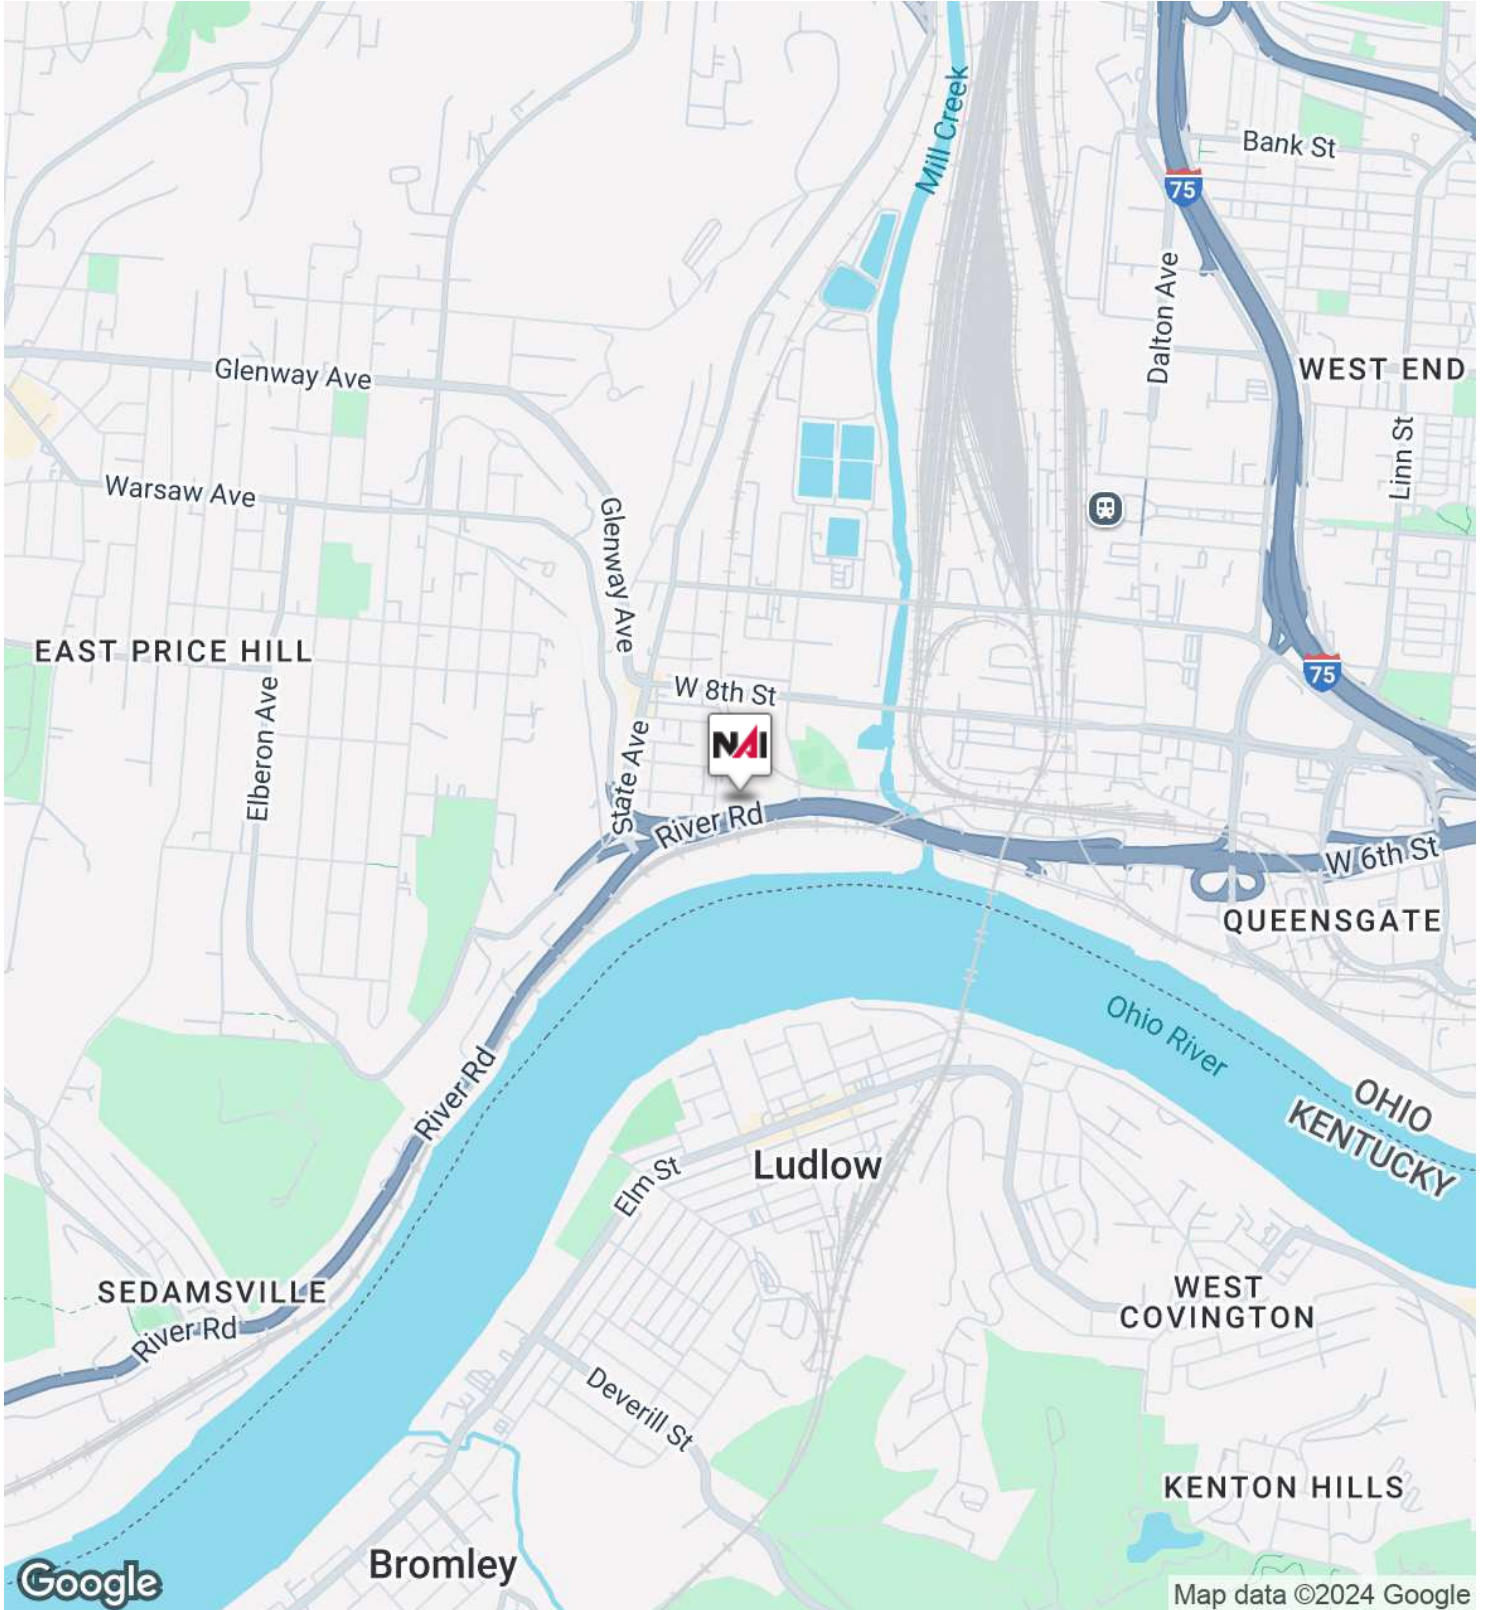 Mill Creek
Bank St
75
Dalton Ave
WEST END
Glenway Ave
Linn St
Warsaw Ave
Glenway Ave
EAST PRICE HILL
75
W 8th St
Elberon Ave
State Ave
NAI
River Rd
W 6th St
QUEENSGATE
Ohio River
River Rd
OHIO
KENTUCKY
Ludlow
Elm St
SEDAMSVILLE
WEST
COVINGTON
River Rd
Deverill St
KENTON HILLS
Bromley
Google
Map data ©2024 Google